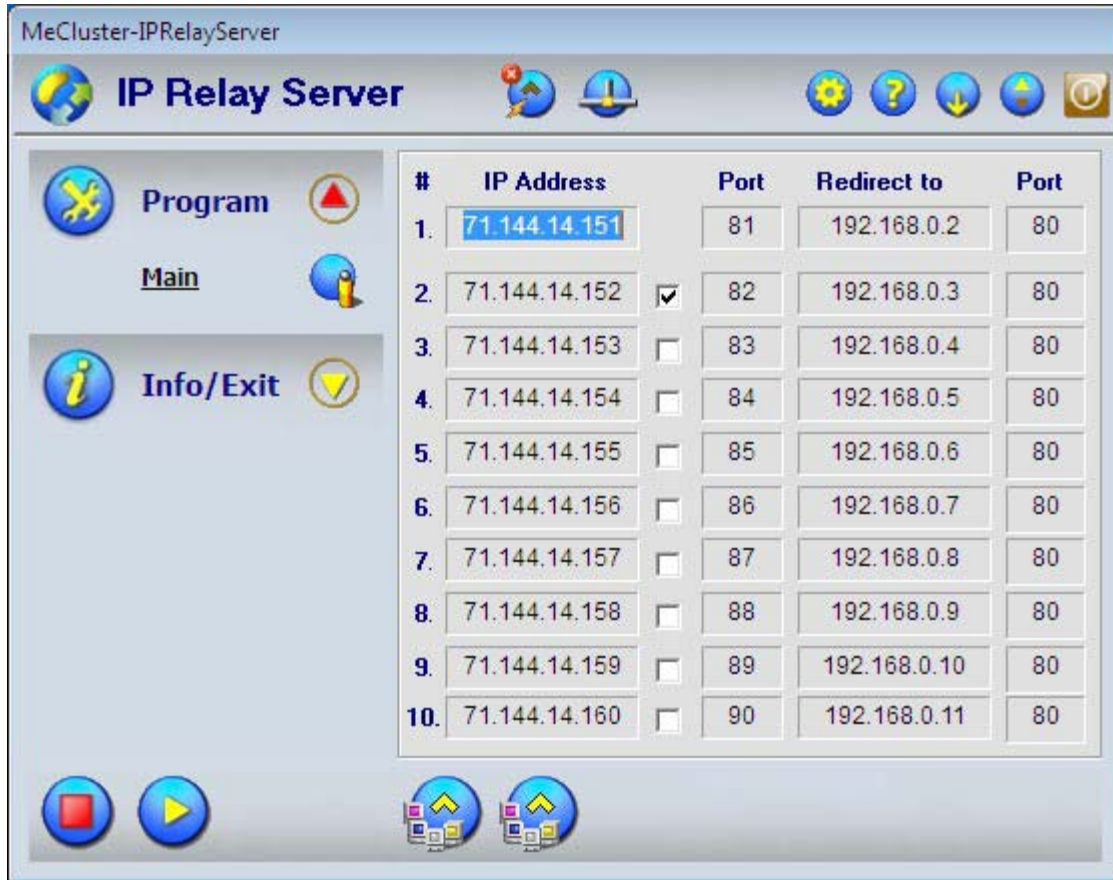 MeCluster-IPRelayServer
IP Relay Server
Program
Main
Info/Exit
# IP Address Port Redirect to Port
1. 71.144.14.151 81 192.168.0.2 80
2. 71.144.14.152 82 192.168.0.3 80
3. 71.144.14.153 83 192.168.0.4 80
4. 71.144.14.154 84 192.168.0.5 80
5. 71.144.14.155 85 192.168.0.6 80
6. 71.144.14.156 86 192.168.0.7 80
7. 71.144.14.157 87 192.168.0.8 80
8. 71.144.14.158 88 192.168.0.9 80
9. 71.144.14.159 89 192.168.0.10 80
10. 71.144.14.160 90 192.168.0.11 80